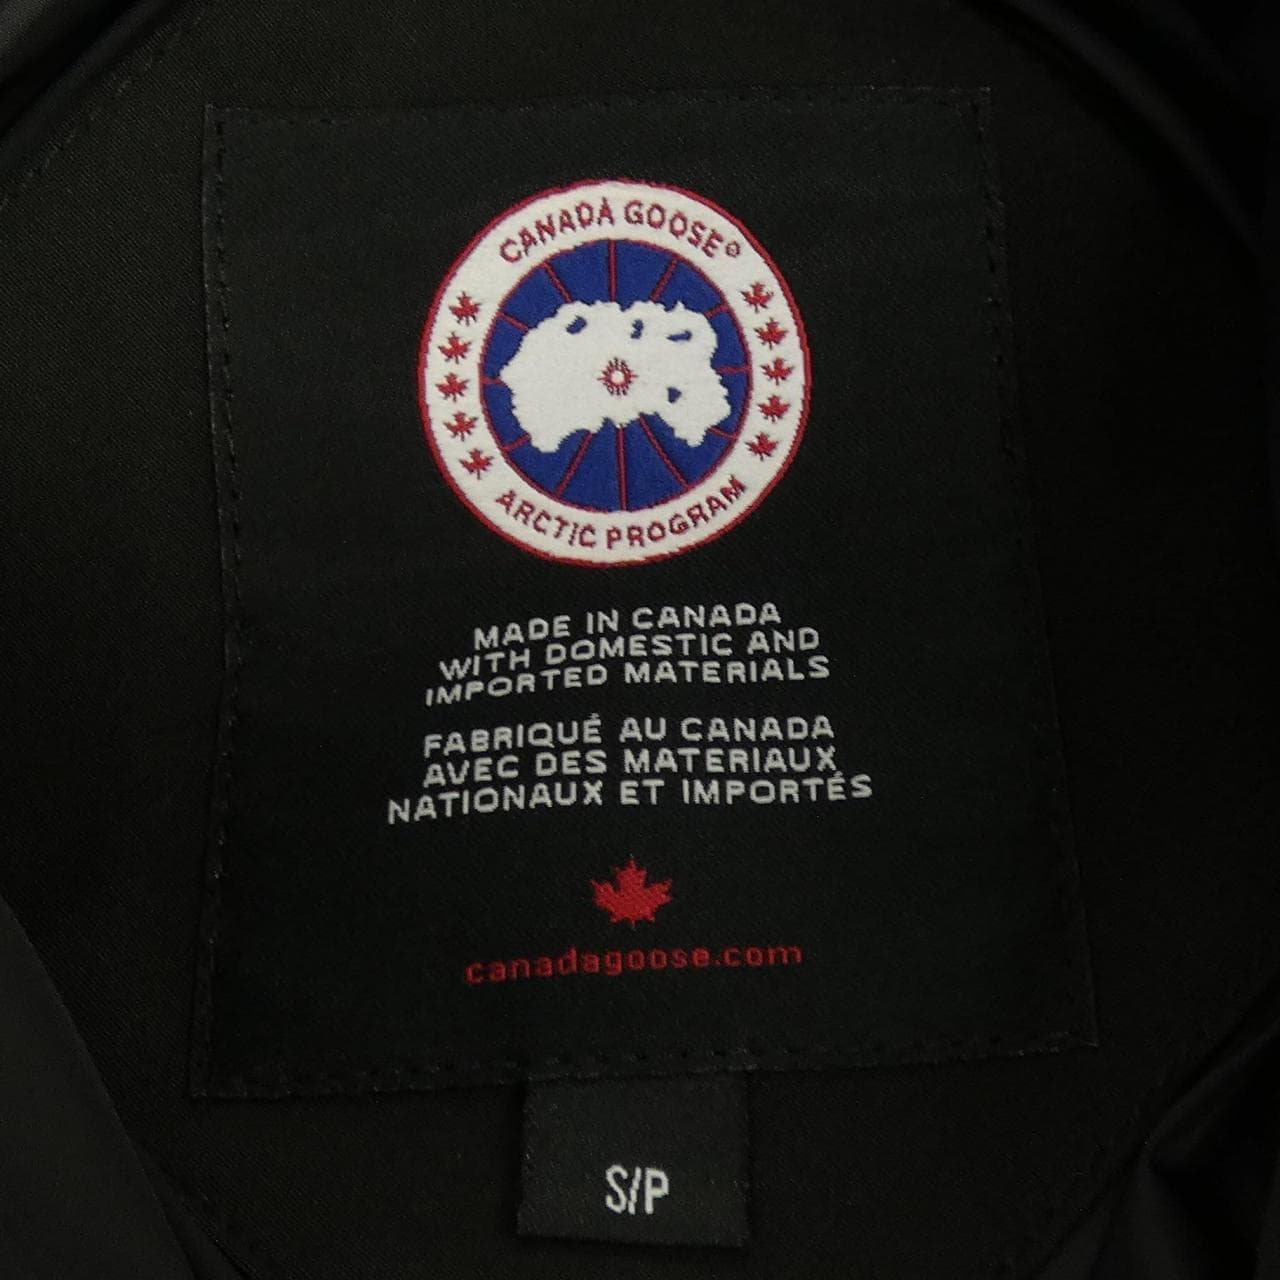 CANADA GOOSE®
ARCTIC PROGRAM
MADE IN CANADA
WITH DOMESTIC AND
IMPORTED MATERIALS
FABRIQUÉ AU CANADA
AVEC DES MATERIAUX
NATIONAUX ET IMPORTÉS
canadagoose.com
S/P